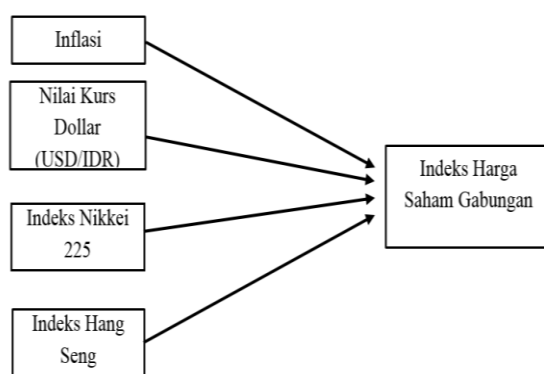 Inflasi
Nilai Kurs
Dollar
(USD/IDR)
Indeks Nikkei
225
Indeks Hang
Seng
Indeks Harga
Saham Gabungan